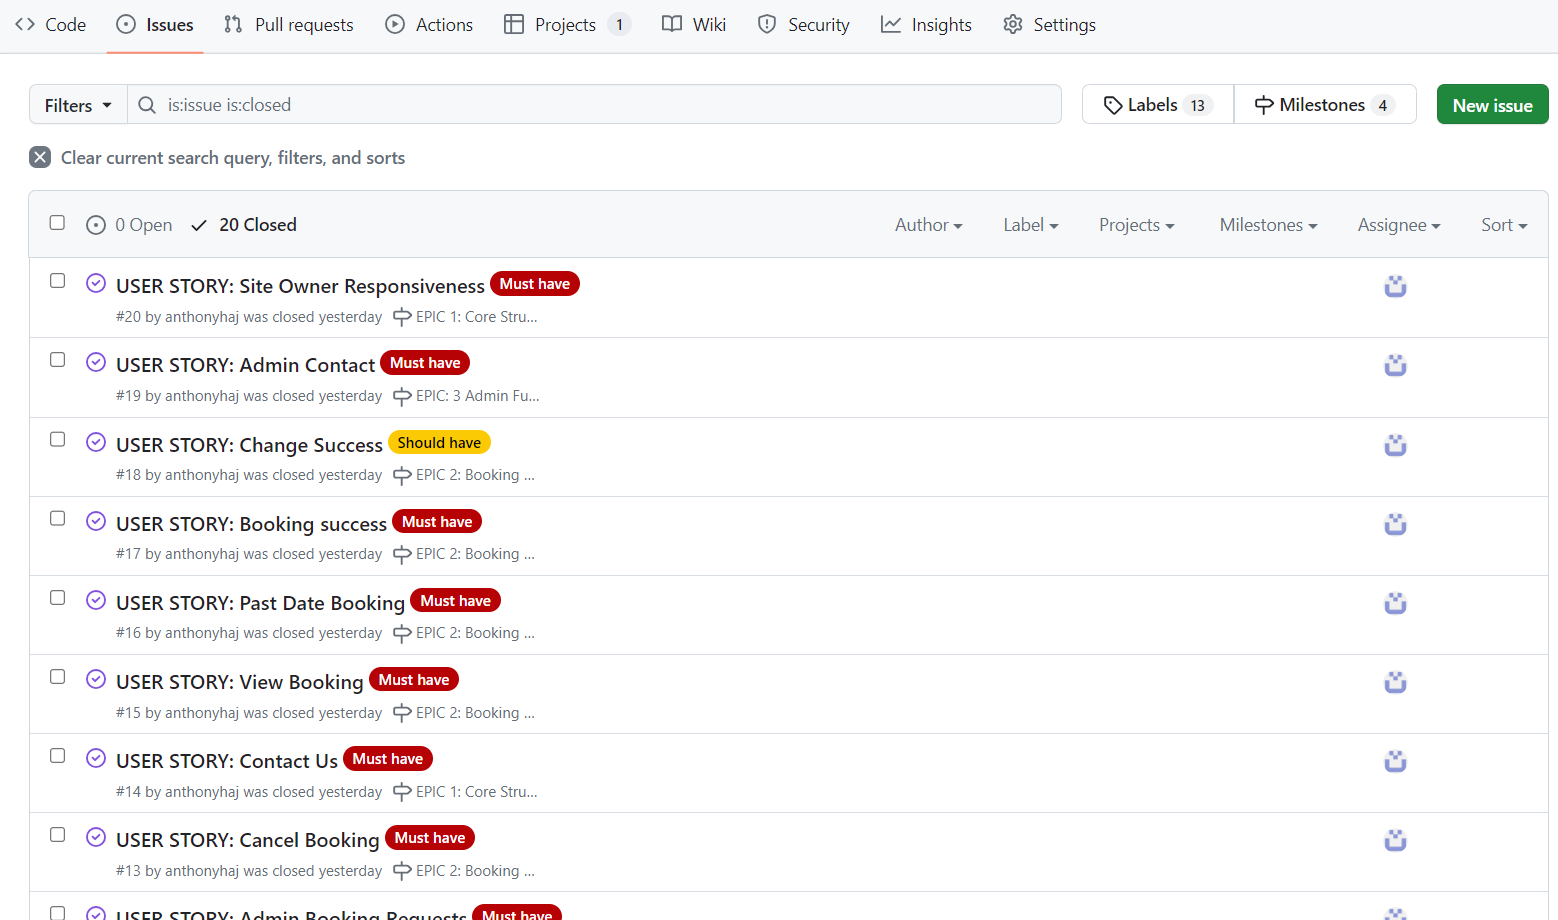 Code Issues Pull requests Actions Projects 1 Wiki Security Insights Settings
Filters is:issue is:closed Labels 13 Milestones 4 New issue
Clear current search query, filters, and sorts
0 Open 20 Closed Author Label Projects Milestones Assignee Sort
USER STORY: Site Owner Responsiveness Must have
#20 by anthonyhaj was closed yesterday EPIC 1: Core Stru...
USER STORY: Admin Contact Must have
#19 by anthonyhaj was closed yesterday EPIC: 3 Admin Fu...
USER STORY: Change Success Should have
#18 by anthonyhaj was closed yesterday EPIC 2: Booking ...
USER STORY: Booking success Must have
#17 by anthonyhaj was closed yesterday EPIC 2: Booking ...
USER STORY: Past Date Booking Must have
#16 by anthonyhaj was closed yesterday EPIC 2: Booking ...
USER STORY: View Booking Must have
#15 by anthonyhaj was closed yesterday EPIC 2: Booking ...
USER STORY: Contact Us Must have
#14 by anthonyhaj was closed yesterday EPIC 1: Core Stru...
USER STORY: Cancel Booking Must have
#13 by anthonyhaj was closed yesterday EPIC 2: Booking ...
USER STORY: Admin Booking Requests Must have